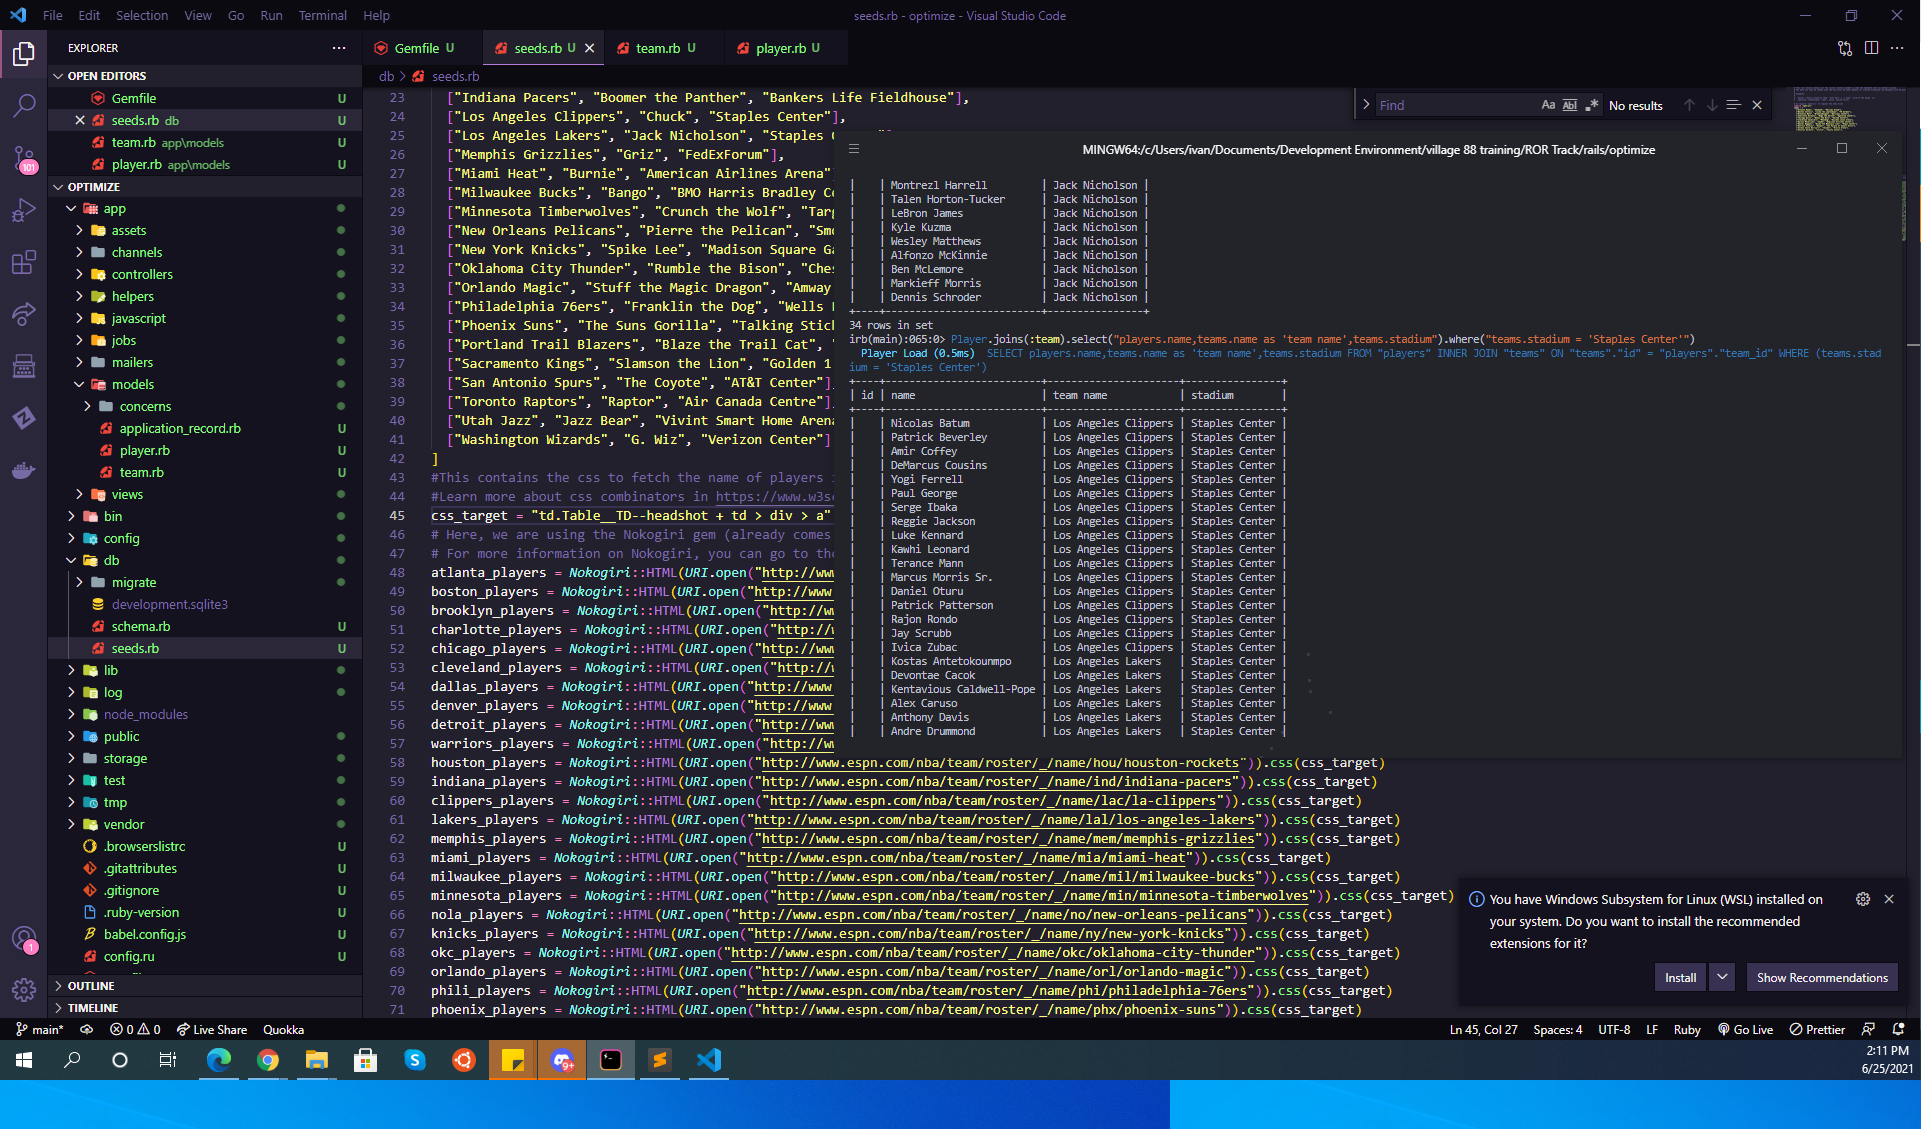 File Edit Selection View Go Run Terminal Help
seeds.rb - optimize - Visual Studio Code
EXPLORER
OPEN EDITORS
Gemfile U
seeds.rb db U
team.rb app\models U
player.rb app\models U
OPTIMIZE
app
assets
channels
controllers
helpers
javascript
jobs
mailers
models
concerns
application_record.rb U
player.rb U
team.rb U
views
bin
config
db
migrate
development.sqlite3
schema.rb U
seeds.rb U
lib
log
node_modules
public
storage
test
tmp
vendor
.browserslistrc U
.gitattributes U
.gitignore U
.ruby-version U
babel.config.js U
config.ru U
OUTLINE
TIMELINE
101
1
Gemfile U
seeds.rb U
team.rb U
player.rb U
db > seeds.rb
Find
Aa Abl .* No results
23 ["Indiana Pacers", "Boomer the Panther", "Bankers Life Fieldhouse"],
24 ["Los Angeles Clippers", "Chuck", "Staples Center"],
25 ["Los Angeles Lakers", "Jack Nicholson", "Staples
26 ["Memphis Grizzlies", "Griz", "FedExForum"],
27 ["Miami Heat", "Burnie", "American Airlines Arena"
28 ["Milwaukee Bucks", "Bango", "BMO Harris Bradley Ce
29 ["Minnesota Timberwolves", "Crunch the Wolf", "Targ
30 ["New Orleans Pelicans", "Pierre the Pelican", "Smo
31 ["New York Knicks", "Spike Lee", "Madison Square Ga
32 ["Oklahoma City Thunder", "Rumble the Bison", "Ches
33 ["Orlando Magic", "Stuff the Magic Dragon", "Amway
34 ["Philadelphia 76ers", "Franklin the Dog", "Wells
35 ["Phoenix Suns", "The Suns Gorilla", "Talking Stick
36 ["Portland Trail Blazers", "Blaze the Trail Cat", "
37 ["Sacramento Kings", "Slamson the Lion", "Golden 1
38 ["San Antonio Spurs", "The Coyote", "AT&T Center"]
39 ["Toronto Raptors", "Raptor", "Air Canada Centre"]
40 ["Utah Jazz", "Jazz Bear", "Vivint Smart Home Arena
41 ["Washington Wizards", "G. Wiz", "Verizon Center"]
42 ]
43 #This contains the css to fetch the name of players
44 #Learn more about css combinators in https://www.w3sc
45 css_target = "td.Table__TD--headshot + td > div > a"
46 # Here, we are using the Nokogiri gem (already comes
47 # For more information on Nokogiri, you can go to the
48 atlanta_players = Nokogiri::HTML(URI.open("http://www
49 boston_players = Nokogiri::HTML(URI.open("http://www
50 brooklyn_players = Nokogiri::HTML(URI.open("http://ww
51 charlotte_players = Nokogiri::HTML(URI.open("http://w
52 chicago_players = Nokogiri::HTML(URI.open("http://www
53 cleveland_players = Nokogiri::HTML(URI.open("http://w
54 dallas_players = Nokogiri::HTML(URI.open("http://www
55 denver_players = Nokogiri::HTML(URI.open("http://www
56 detroit_players = Nokogiri::HTML(URI.open("http://www
57 warriors_players = Nokogiri::HTML(URI.open("http://ww
58 houston_players = Nokogiri::HTML(URI.open("http://www.espn.com/nba/team/roster/_/name/hou/houston-rockets")).css(css_target)
59 indiana_players = Nokogiri::HTML(URI.open("http://www.espn.com/nba/team/roster/_/name/ind/indiana-pacers")).css(css_target)
60 clippers_players = Nokogiri::HTML(URI.open("http://www.espn.com/nba/team/roster/_/name/lac/la-clippers")).css(css_target)
61 lakers_players = Nokogiri::HTML(URI.open("http://www.espn.com/nba/team/roster/_/name/lal/los-angeles-lakers")).css(css_target)
62 memphis_players = Nokogiri::HTML(URI.open("http://www.espn.com/nba/team/roster/_/name/mem/memphis-grizzlies")).css(css_target)
63 miami_players = Nokogiri::HTML(URI.open("http://www.espn.com/nba/team/roster/_/name/mia/miami-heat")).css(css_target)
64 milwaukee_players = Nokogiri::HTML(URI.open("http://www.espn.com/nba/team/roster/_/name/mil/milwaukee-bucks")).css(css_target)
65 minnesota_players = Nokogiri::HTML(URI.open("http://www.espn.com/nba/team/roster/_/name/min/minnesota-timberwolves")).css(css_target)
66 nola_players = Nokogiri::HTML(URI.open("http://www.espn.com/nba/team/roster/_/name/no/new-orleans-pelicans")).css(css_target)
67 knicks_players = Nokogiri::HTML(URI.open("http://www.espn.com/nba/team/roster/_/name/ny/new-york-knicks")).css(css_target)
68 okc_players = Nokogiri::HTML(URI.open("http://www.espn.com/nba/team/roster/_/name/okc/oklahoma-city-thunder")).css(css_target)
69 orlando_players = Nokogiri::HTML(URI.open("http://www.espn.com/nba/team/roster/_/name/orl/orlando-magic")).css(css_target)
70 phili_players = Nokogiri::HTML(URI.open("http://www.espn.com/nba/team/roster/_/name/phi/philadelphia-76ers")).css(css_target)
71 phoenix_players = Nokogiri::HTML(URI.open("http://www.espn.com/nba/team/roster/_/name/phx/phoenix-suns")).css(css_target)
MINGW64:/c/Users/ivan/Documents/Development Environment/village 88 training/ROR Track/rails/optimize
| | Montrezl Harrell | Jack Nicholson |
| | Talen Horton-Tucker | Jack Nicholson |
| | LeBron James | Jack Nicholson |
| | Kyle Kuzma | Jack Nicholson |
| | Wesley Matthews | Jack Nicholson |
| | Alfonzo McKinnie | Jack Nicholson |
| | Ben McLemore | Jack Nicholson |
| | Markieff Morris | Jack Nicholson |
| | Dennis Schroder | Jack Nicholson |
34 rows in set
irb(main):065:0> Player.joins(:team).select("players.name,teams.name as 'team name',teams.stadium").where("teams.stadium = 'Staples Center'")
Player Load (0.5ms) SELECT players.name,teams.name as 'team name',teams.stadium FROM "players" INNER JOIN "teams" ON "teams"."id" = "players"."team_id" WHERE (teams.stad
ium = 'Staples Center')
| id | name | team name | stadium |
| | Nicolas Batum | Los Angeles Clippers | Staples Center |
| | Patrick Beverley | Los Angeles Clippers | Staples Center |
| | Amir Coffey | Los Angeles Clippers | Staples Center |
| | DeMarcus Cousins | Los Angeles Clippers | Staples Center |
| | Yogi Ferrell | Los Angeles Clippers | Staples Center |
| | Paul George | Los Angeles Clippers | Staples Center |
| | Serge Ibaka | Los Angeles Clippers | Staples Center |
| | Reggie Jackson | Los Angeles Clippers | Staples Center |
| | Luke Kennard | Los Angeles Clippers | Staples Center |
| | Kawhi Leonard | Los Angeles Clippers | Staples Center |
| | Terance Mann | Los Angeles Clippers | Staples Center |
| | Marcus Morris Sr. | Los Angeles Clippers | Staples Center |
| | Daniel Oturu | Los Angeles Clippers | Staples Center |
| | Patrick Patterson | Los Angeles Clippers | Staples Center |
| | Rajon Rondo | Los Angeles Clippers | Staples Center |
| | Jay Scrubb | Los Angeles Clippers | Staples Center |
| | Ivica Zubac | Los Angeles Clippers | Staples Center |
| | Kostas Antetokounmpo | Los Angeles Lakers | Staples Center |
| | Devontae Cacok | Los Angeles Lakers | Staples Center |
| | Kentavious Caldwell-Pope | Los Angeles Lakers | Staples Center |
| | Alex Caruso | Los Angeles Lakers | Staples Center |
| | Anthony Davis | Los Angeles Lakers | Staples Center |
| | Andre Drummond | Los Angeles Lakers | Staples Center |
You have Windows Subsystem for Linux (WSL) installed on
your system. Do you want to install the recommended
extensions for it?
Install
Show Recommendations
main* 0 0 Live Share Quokka
Ln 45, Col 27 Spaces: 4 UTF-8 LF Ruby Go Live Prettier
9+
2:11 PM
6/25/2021